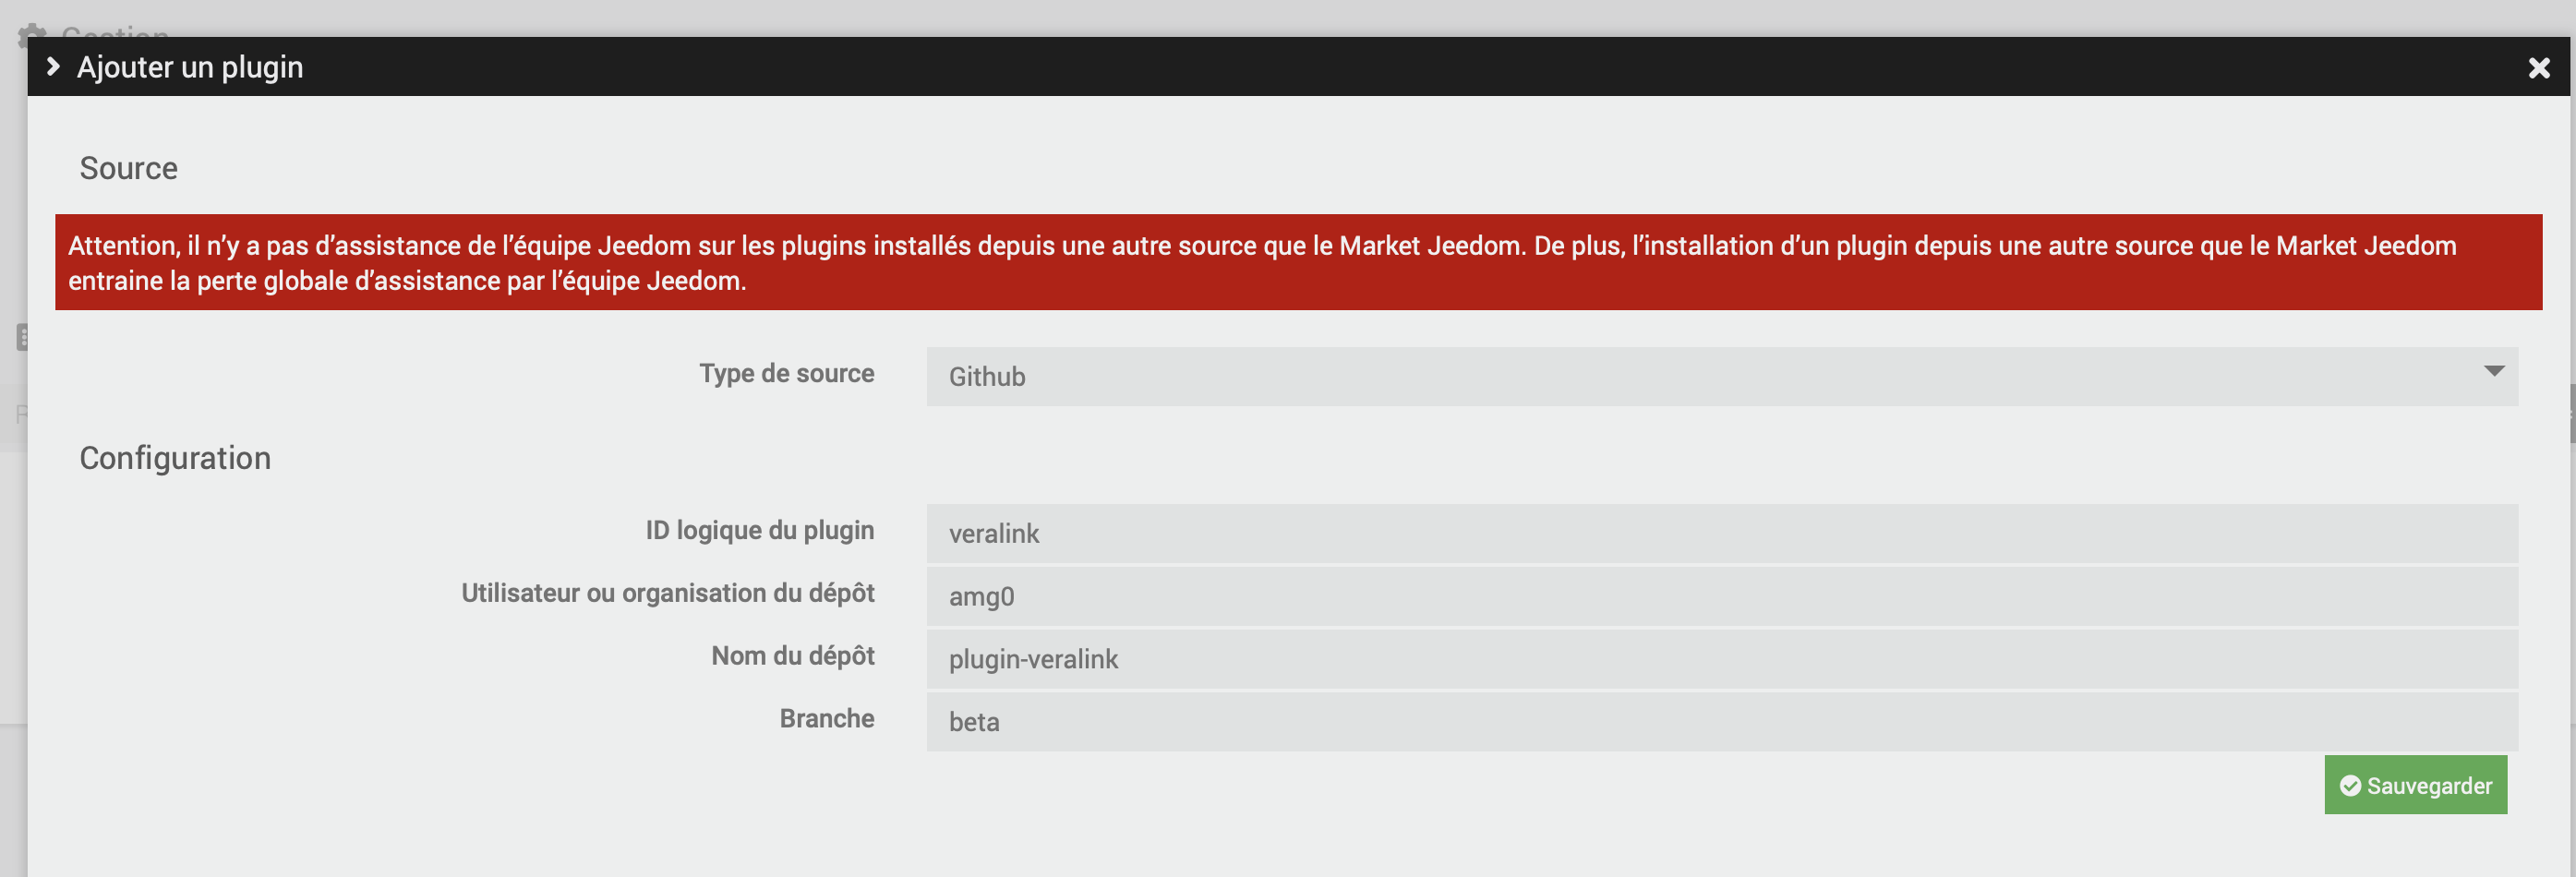 Gestion
Ajouter un plugin
Source
Attention, il n’y a pas d’assistance de l’équipe Jeedom sur les plugins installés depuis une autre source que le Market Jeedom. De plus, l’installation d’un plugin depuis une autre source que le Market Jeedom
entraine la perte globale d’assistance par l’équipe Jeedom.
Type de source Github
Configuration
ID logique du plugin veralink
Utilisateur ou organisation du dépôt amg0
Nom du dépôt plugin-veralink
Branche beta
Sauvegarder